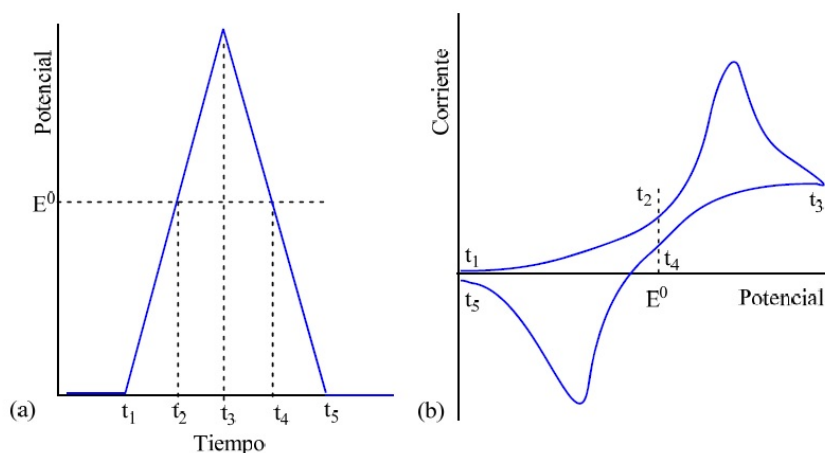 Potencial
E⁰
t₁ t₂ t₃ t₄ t₅
(a)
Tiempo
Corriente
t₂
t₃
t₁
t₄
t₅
E⁰
Potencial
(b)